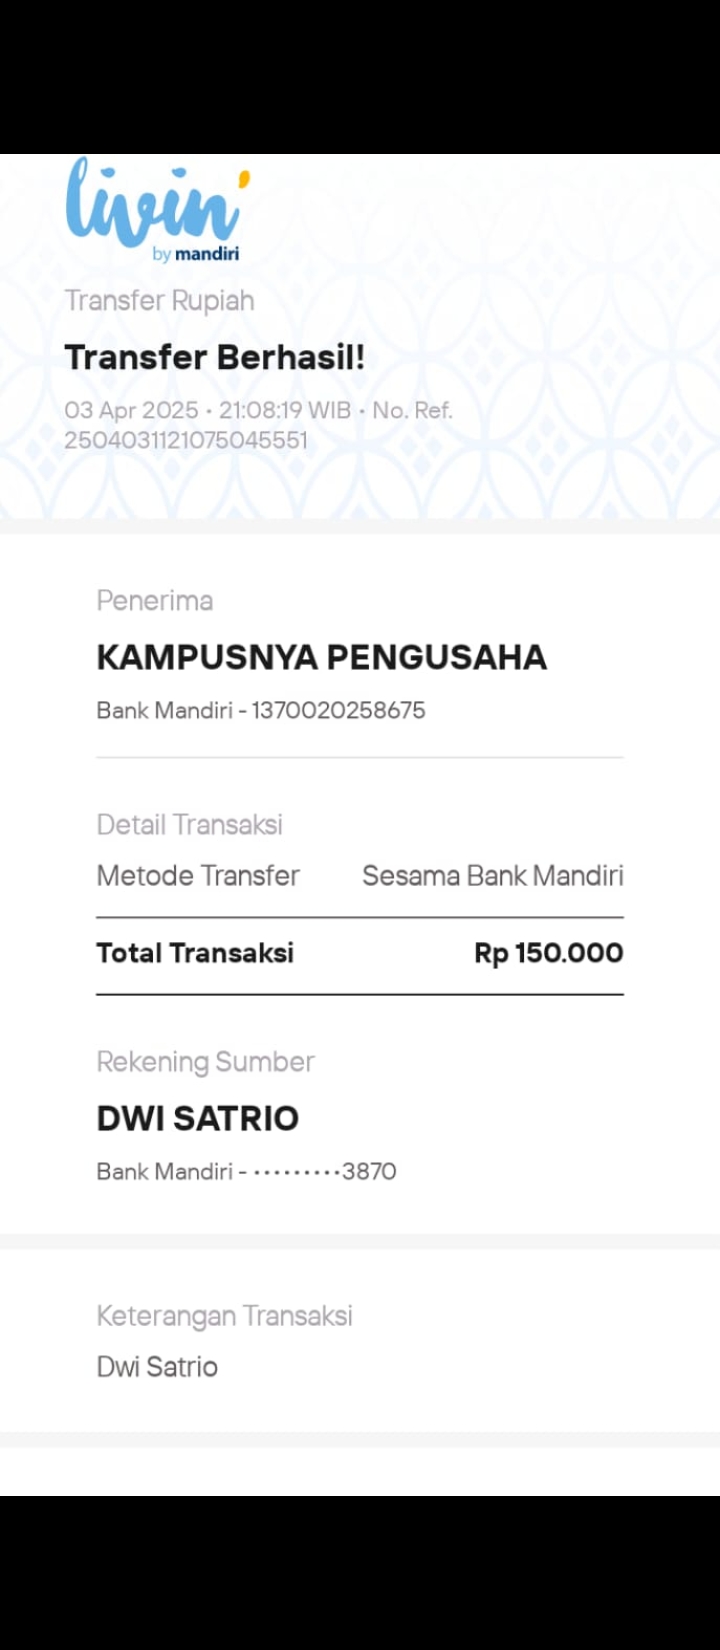 livin'
by mandiri
Transfer Rupiah
Transfer Berhasil!
03 Apr 2025 • 21:08:19 WIB • No. Ref.
2504031121075045551
Penerima
KAMPUSNYA PENGUSAHA
Bank Mandiri - 1370020258675
Detail Transaksi
Metode Transfer Sesama Bank Mandiri
Total Transaksi Rp 150.000
Rekening Sumber
DWI SATRIO
Bank Mandiri - •••••••••3870
Keterangan Transaksi
Dwi Satrio